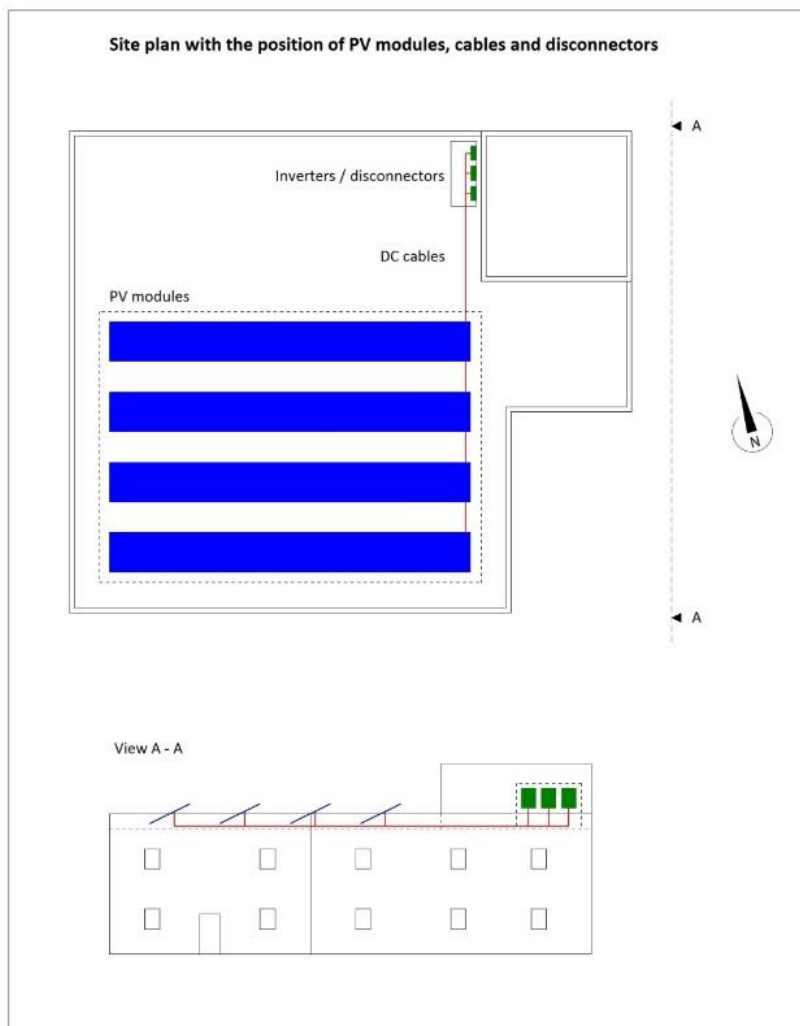 Site plan with the position of PV modules, cables and disconnectors
A
Inverters / disconnectors
DC cables
PV modules
N
A
View A - A